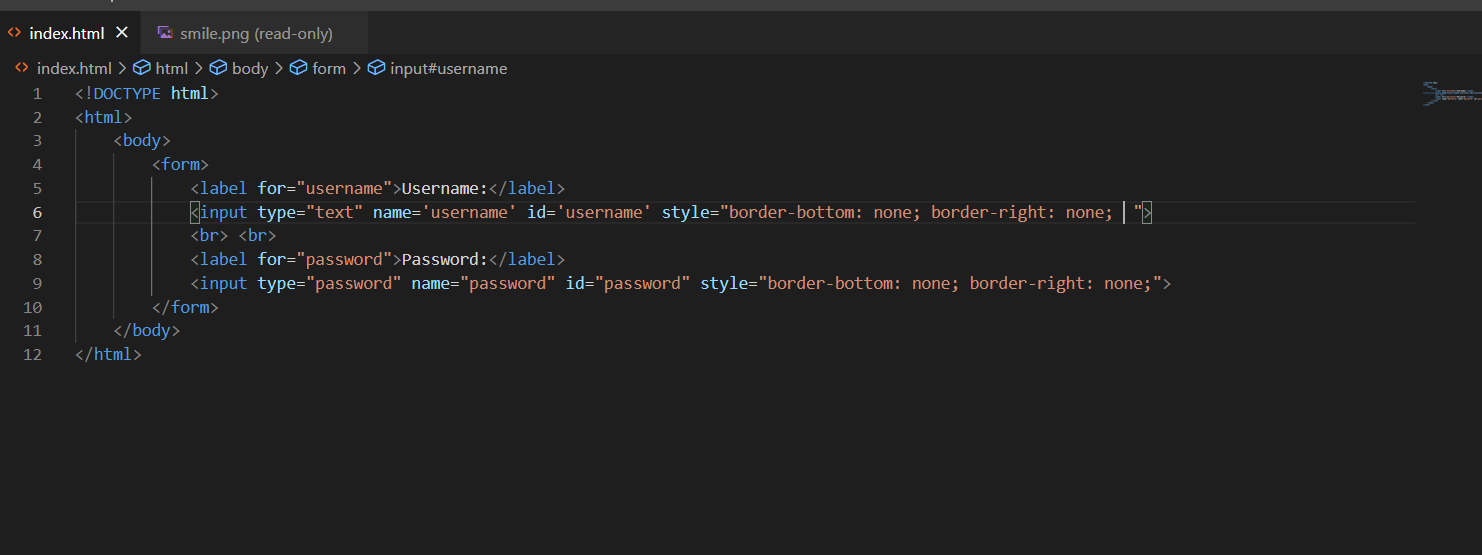 index.html
smile.png (read-only)
index.html > html > body > form > input#username
1 <!DOCTYPE html>
2 <html>
3 <body>
4 <form>
5 <label for="username">Username:</label>
6 <input type="text" name='username' id='username' style="border-bottom: none; border-right: none;  ">
7 <br> <br>
8 <label for="password">Password:</label>
9 <input type="password" name="password" id="password" style="border-bottom: none; border-right: none;">
10 </form>
11 </body>
12 </html>